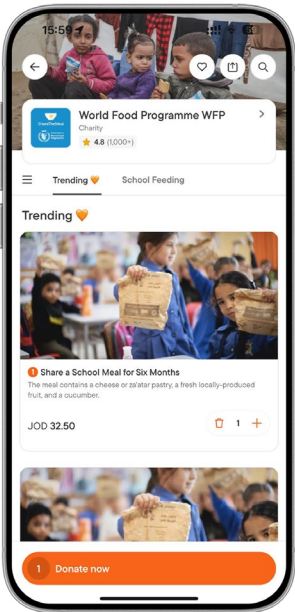 15:59
World Food Programme WFP
Charity
4.8 (1,000+)
Trending 🧡
School Feeding
Trending 🧡
1 Share a School Meal for Six Months
The meal contains a cheese or za'atar pastry, a fresh locally-produced
fruit, and a cucumber.
JOD 32.50
1
1 Donate now